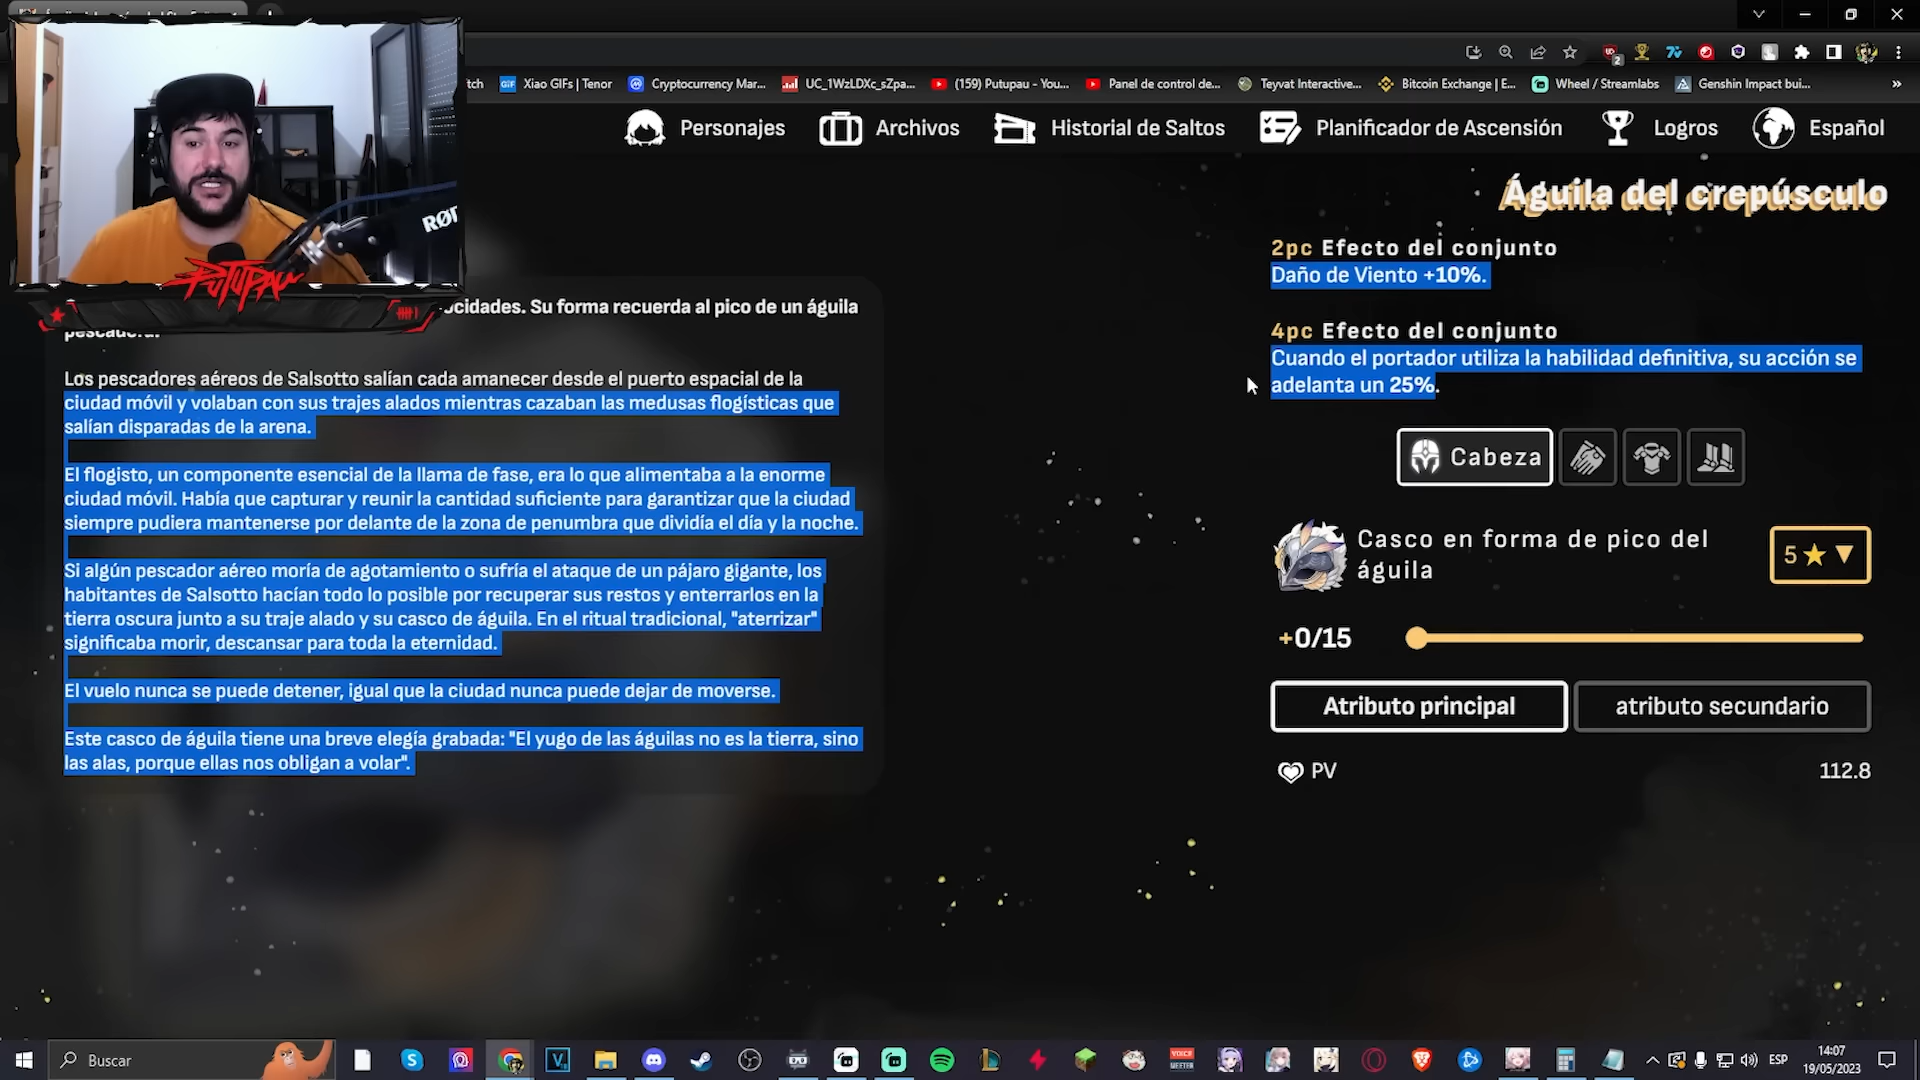 tch
Xiao GIFs | Tenor
Cryptocurrency Mar...
UC_1WzLDXc_sZpa...
(159) Putupau - You...
Panel de control de...
Teyvat Interactive...
Bitcoin Exchange | E...
Wheel / Streamlabs
Genshin Impact bui...
»
Personajes
Archivos
Historial de Saltos
Planificador de Ascensión
Logros
Español
PUTUPAU
Águila del crepúsculo
2pc Efecto del conjunto
Daño de Viento +10%.
4pc Efecto del conjunto
Cuando el portador utiliza la habilidad definitiva, su acción se
adelanta un 25%.
Cabeza
Casco en forma de pico del
águila
5
+0/15
Atributo principal
atributo secundario
PV
112.8
ocidades. Su forma recuerda al pico de un águila
pescadora.
Los pescadores aéreos de Salsotto salían cada amanecer desde el puerto espacial de la
ciudad móvil y volaban con sus trajes alados mientras cazaban las medusas flogísticas que
salían disparadas de la arena.
El flogisto, un componente esencial de la llama de fase, era lo que alimentaba a la enorme
ciudad móvil. Había que capturar y reunir la cantidad suficiente para garantizar que la ciudad
siempre pudiera mantenerse por delante de la zona de penumbra que dividía el día y la noche.
Si algún pescador aéreo moría de agotamiento o sufría el ataque de un pájaro gigante, los
habitantes de Salsotto hacían todo lo posible por recuperar sus restos y enterrarlos en la
tierra oscura junto a su traje alado y su casco de águila. En el ritual tradicional, "aterrizar"
significaba morir, descansar para toda la eternidad.
El vuelo nunca se puede detener, igual que la ciudad nunca puede dejar de moverse.
Este casco de águila tiene una breve elegía grabada: "El yugo de las águilas no es la tierra, sino
las alas, porque ellas nos obligan a volar".
Buscar
ESP
14:07
19/05/2023